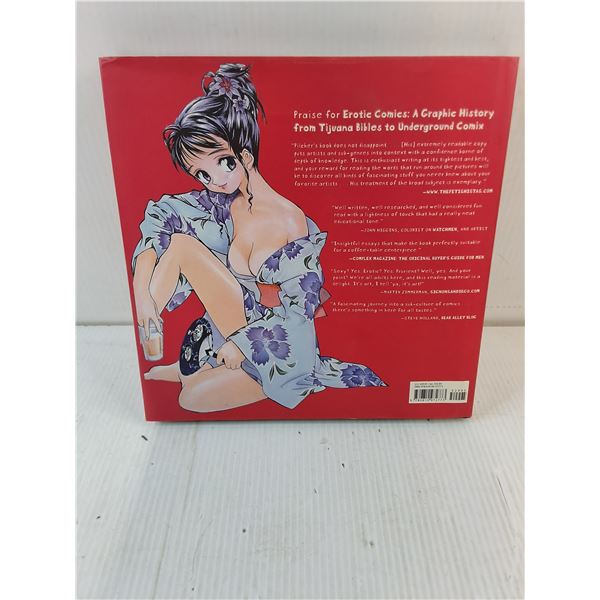 Praise for Erotic Comics: A Graphic History
from Tijuana Bibles to Underground Comix
"Pilcher's book does not disappoint. . . . [His] extremely readable copy
puts artists and sub-genres into context with a confidence borne of
depth of knowledge. This is enthusiast writing at its tightest and best,
and your reward for reading the words that run around the pictures will
be to discover all kinds of fascinating stuff you never knew about your
favorite artists . . . His treatment of the broad subject is exemplary."
—www.thefetishistas.com
"Well written, well researched, and well considered fun
read with a lightness of touch that had a really neat
educational tone."
—John Higgins, colorist on Watchmen, and artist
"Insightful essays that make the book perfectly suitable
for a coffee-table centerpiece."
—Complex Magazine: The Original Buyer's Guide for Men
"Sexy? Yes. Erotic? Yes. Prurient? Well, yes. And your
point? We're all adults here, and this reading material is a
delight. It's art, I tell 'ya, it's art!"
—Martin Zimmerman, signonsandiego.com
"A fascinating journey into a sub-culture of comics
there's something in here for all tastes."
—Steve Holland, Bear Alley Blog